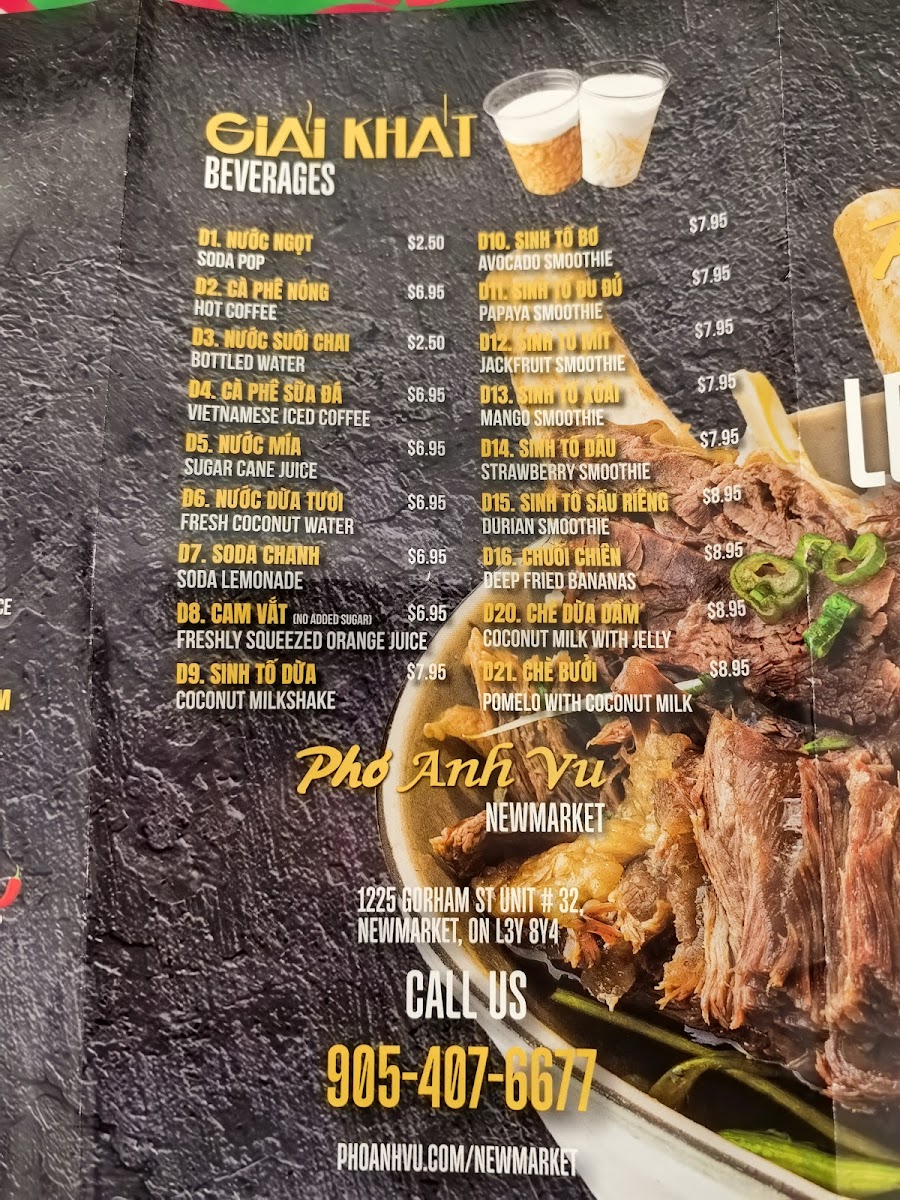 GIẢI KHÁT
BEVERAGES
D1. NƯỚC NGỌT $2.50
SODA POP
D2. CÀ PHÊ NÓNG $6.95
HOT COFFEE
D3. NƯỚC SUỐI CHAI $2.50
BOTTLED WATER
D4. CÀ PHÊ SỮA ĐÁ $6.95
VIETNAMESE ICED COFFEE
D5. NƯỚC MÍA $6.95
SUGAR CANE JUICE
D6. NƯỚC DỪA TƯƠI $6.95
FRESH COCONUT WATER
D7. SODA CHANH $6.95
SODA LEMONADE
D8. CAM VẮT (NO ADDED SUGAR) $6.95
FRESHLY SQUEEZED ORANGE JUICE
D9. SINH TỐ DỪA $7.95
COCONUT MILKSHAKE
D10. SINH TỐ BƠ $7.95
AVOCADO SMOOTHIE
D11. SINH TỐ ĐU ĐỦ $7.95
PAPAYA SMOOTHIE
D12. SINH TỐ MÍT $7.95
JACKFRUIT SMOOTHIE
D13. SINH TỐ XOÀI $7.95
MANGO SMOOTHIE
D14. SINH TỐ DÂU $7.95
STRAWBERRY SMOOTHIE
D15. SINH TỐ SẦU RIÊNG $8.95
DURIAN SMOOTHIE
D16. CHUỐI CHIÊN $8.95
DEEP FRIED BANANAS
D20. CHÈ DỪA DẦM $8.95
COCONUT MILK WITH JELLY
D21. CHÈ BƯỞI $8.95
POMELO WITH COCONUT MILK
Phở Anh Vu
NEWMARKET
1225 GORHAM ST UNIT # 32,
NEWMARKET, ON L3Y 8Y4
CALL US
905-407-6677
PHOANHVU.COM/NEWMARKET